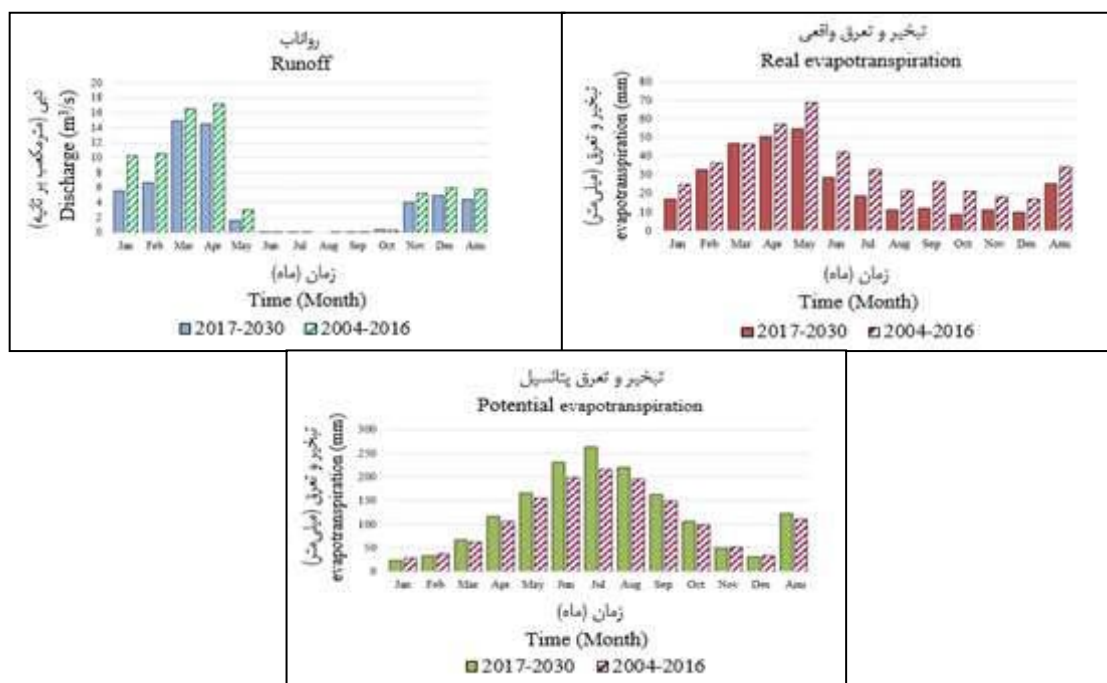 رواناب
Runoff
دبی (مترمکعب بر ثانیه)
Discharge (m³/s)
20
18
16
14
12
10
8
6
4
2
0
Jan Feb Mar Apr May Jun Jul Aug Sep Oct Nov Des Anu
زمان (ماه)
Time (Month)
2017-2030 2004-2016
تبخیر و تعرق واقعی
Real evapotranspiration
تبخیر و تعرق (میلی‌متر)
evapotranspiration (mm)
80
70
60
50
40
30
20
10
0
Jan Feb Mar Apr May Jun Jul Aug Sep Oct Nov Des Anu
زمان (ماه)
Time (Month)
2017-2030 2004-2016
تبخیر و تعرق پتانسیل
Potential evapotranspiration
تبخیر و تعرق (میلی‌متر)
evapotranspiration (mm)
300
250
200
150
100
50
0
Jan Feb Mar Apr May Jun Jul Aug Sep Oct Nov Des Anu
زمان (ماه)
Time (Month)
2017-2030 2004-2016